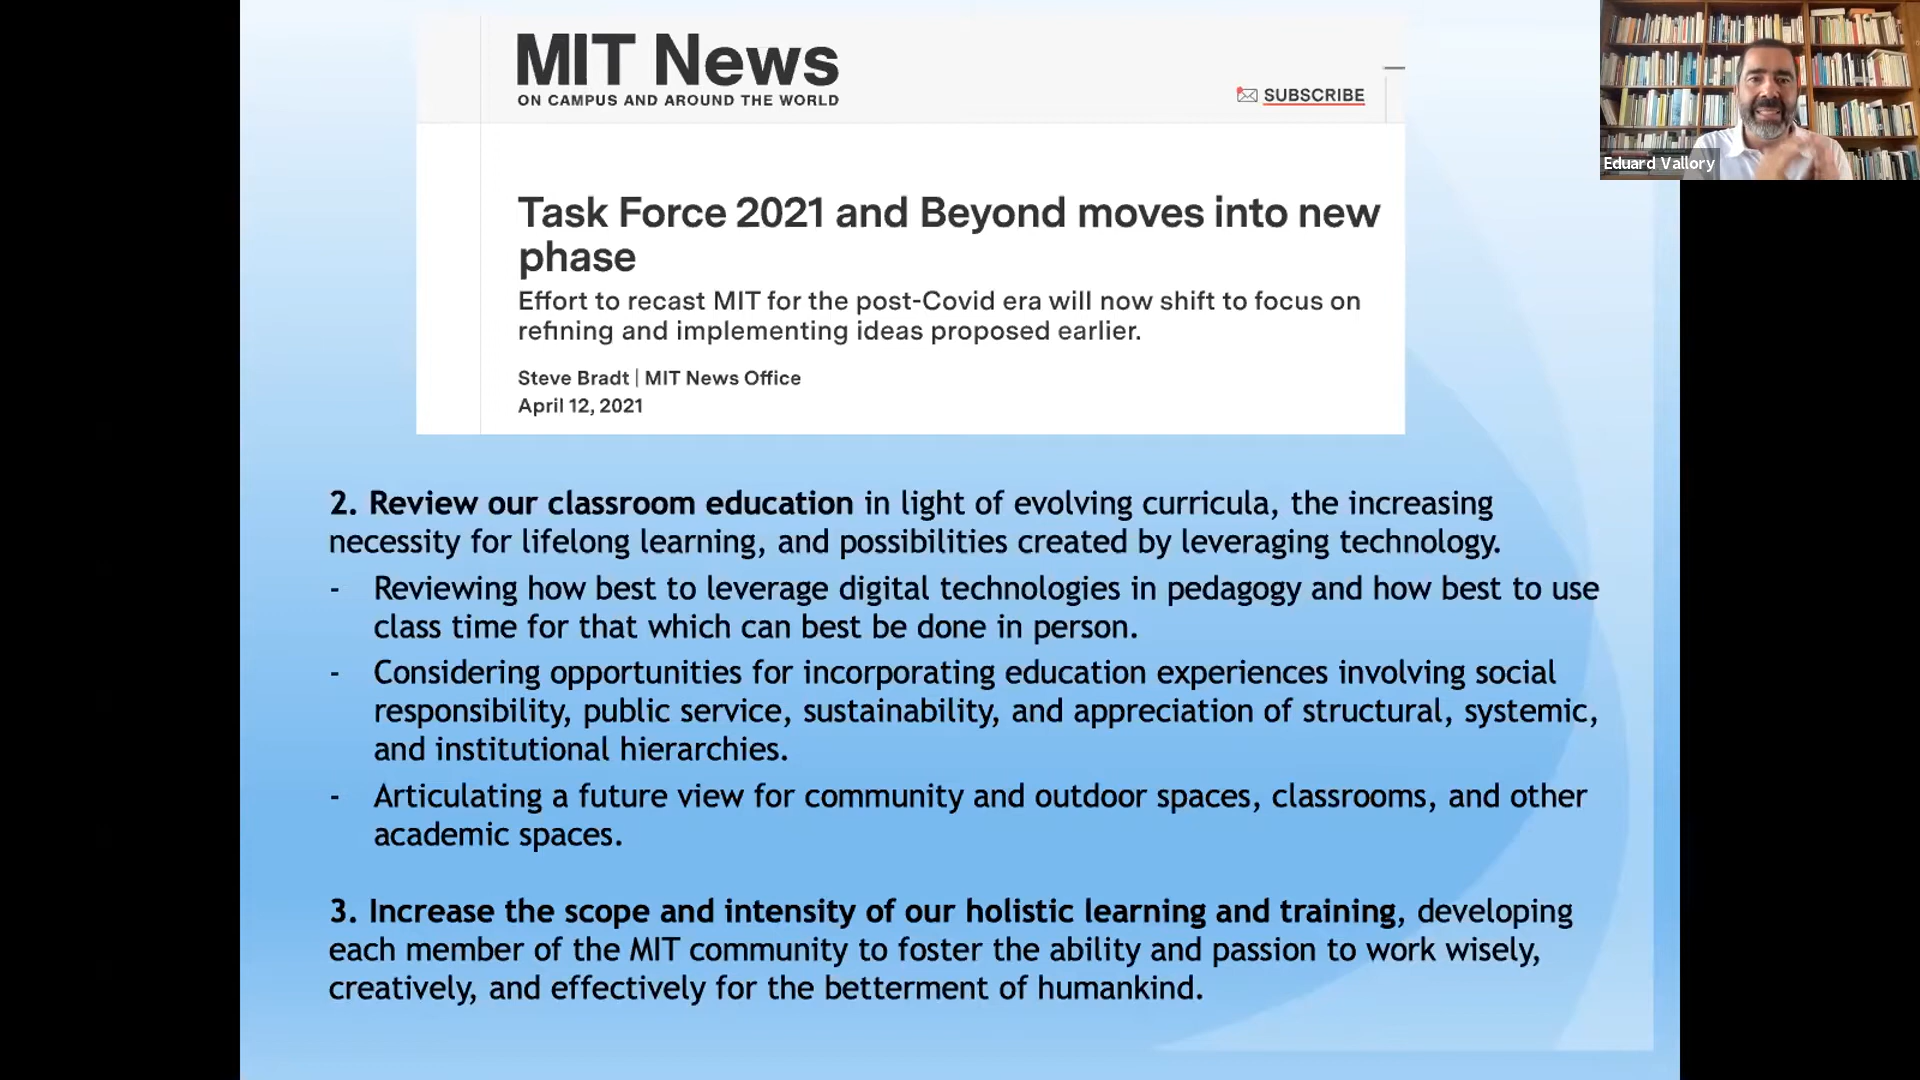 MIT News
ON CAMPUS AND AROUND THE WORLD
SUBSCRIBE
Eduard Vallory
Task Force 2021 and Beyond moves into new
phase
Effort to recast MIT for the post-Covid era will now shift to focus on
refining and implementing ideas proposed earlier.
Steve Bradt | MIT News Office
April 12, 2021
2. Review our classroom education in light of evolving curricula, the increasing
necessity for lifelong learning, and possibilities created by leveraging technology.
- Reviewing how best to leverage digital technologies in pedagogy and how best to use
class time for that which can best be done in person.
- Considering opportunities for incorporating education experiences involving social
responsibility, public service, sustainability, and appreciation of structural, systemic,
and institutional hierarchies.
- Articulating a future view for community and outdoor spaces, classrooms, and other
academic spaces.
3. Increase the scope and intensity of our holistic learning and training, developing
each member of the MIT community to foster the ability and passion to work wisely,
creatively, and effectively for the betterment of humankind.